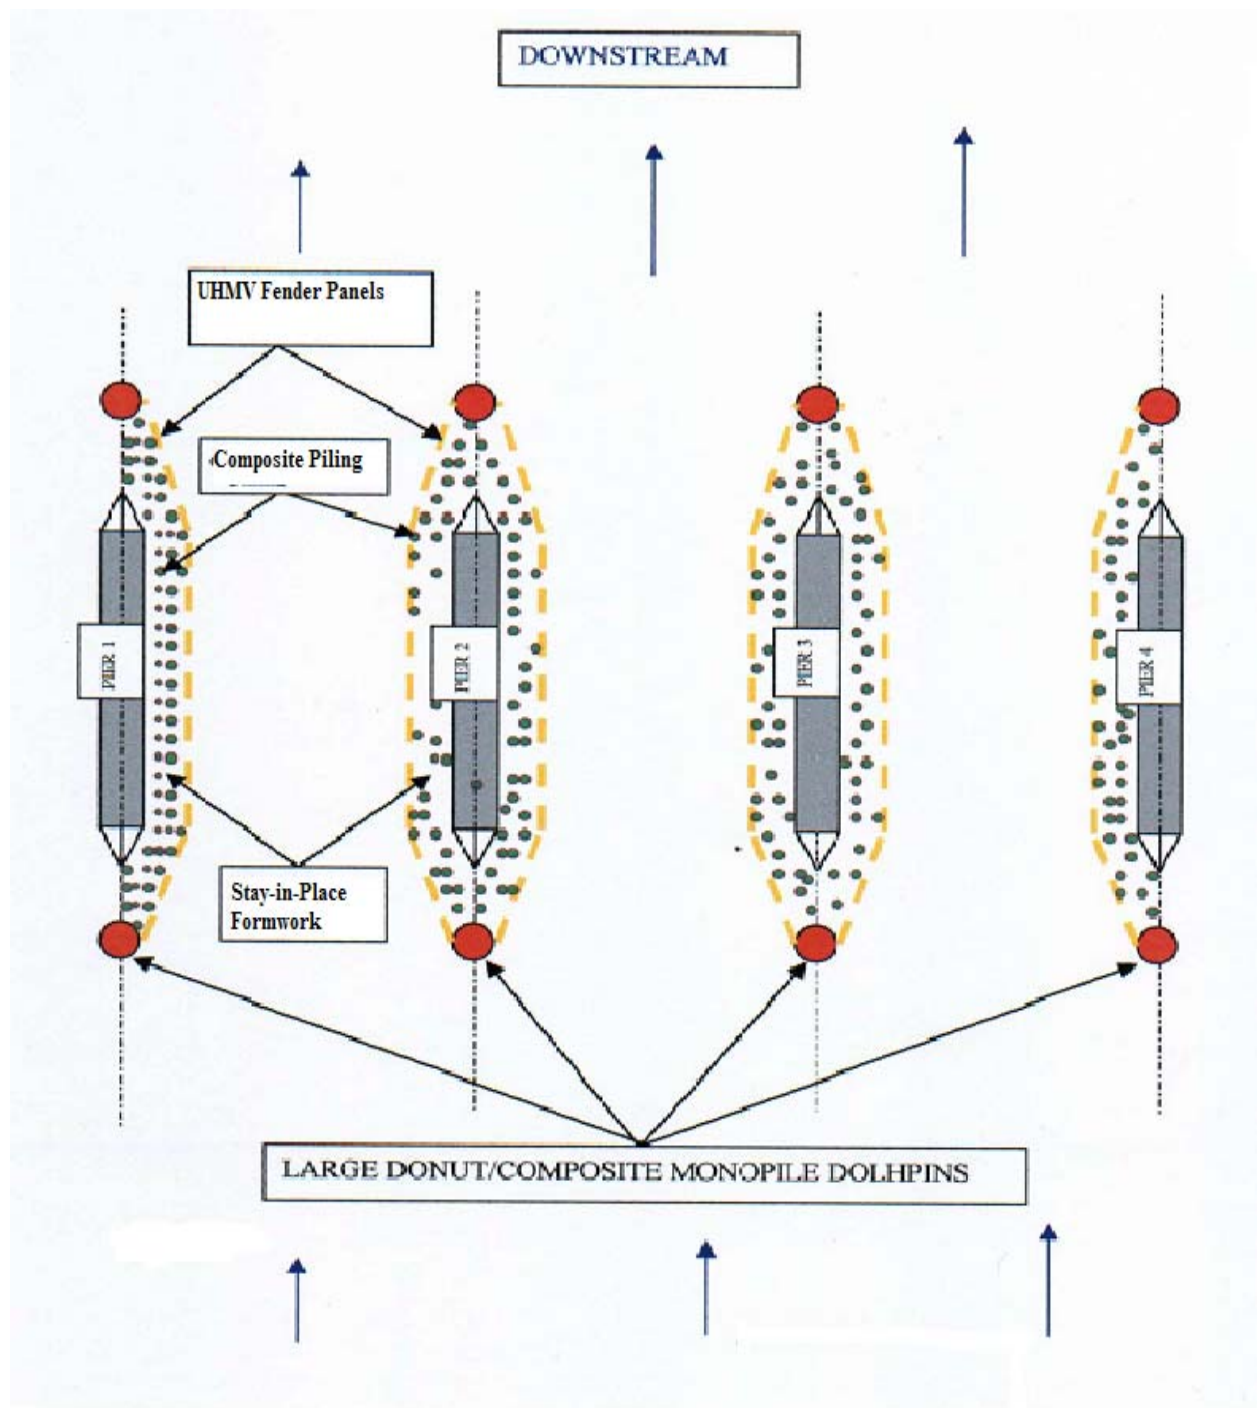 DOWNSTREAM
UHMV Fender Panels
Composite Piling
PIER 1
PIER 2
PIER 3
PIER 4
Stay-in-Place
Formwork
LARGE DONUT/COMPOSITE MONOPILE DOLHPINS